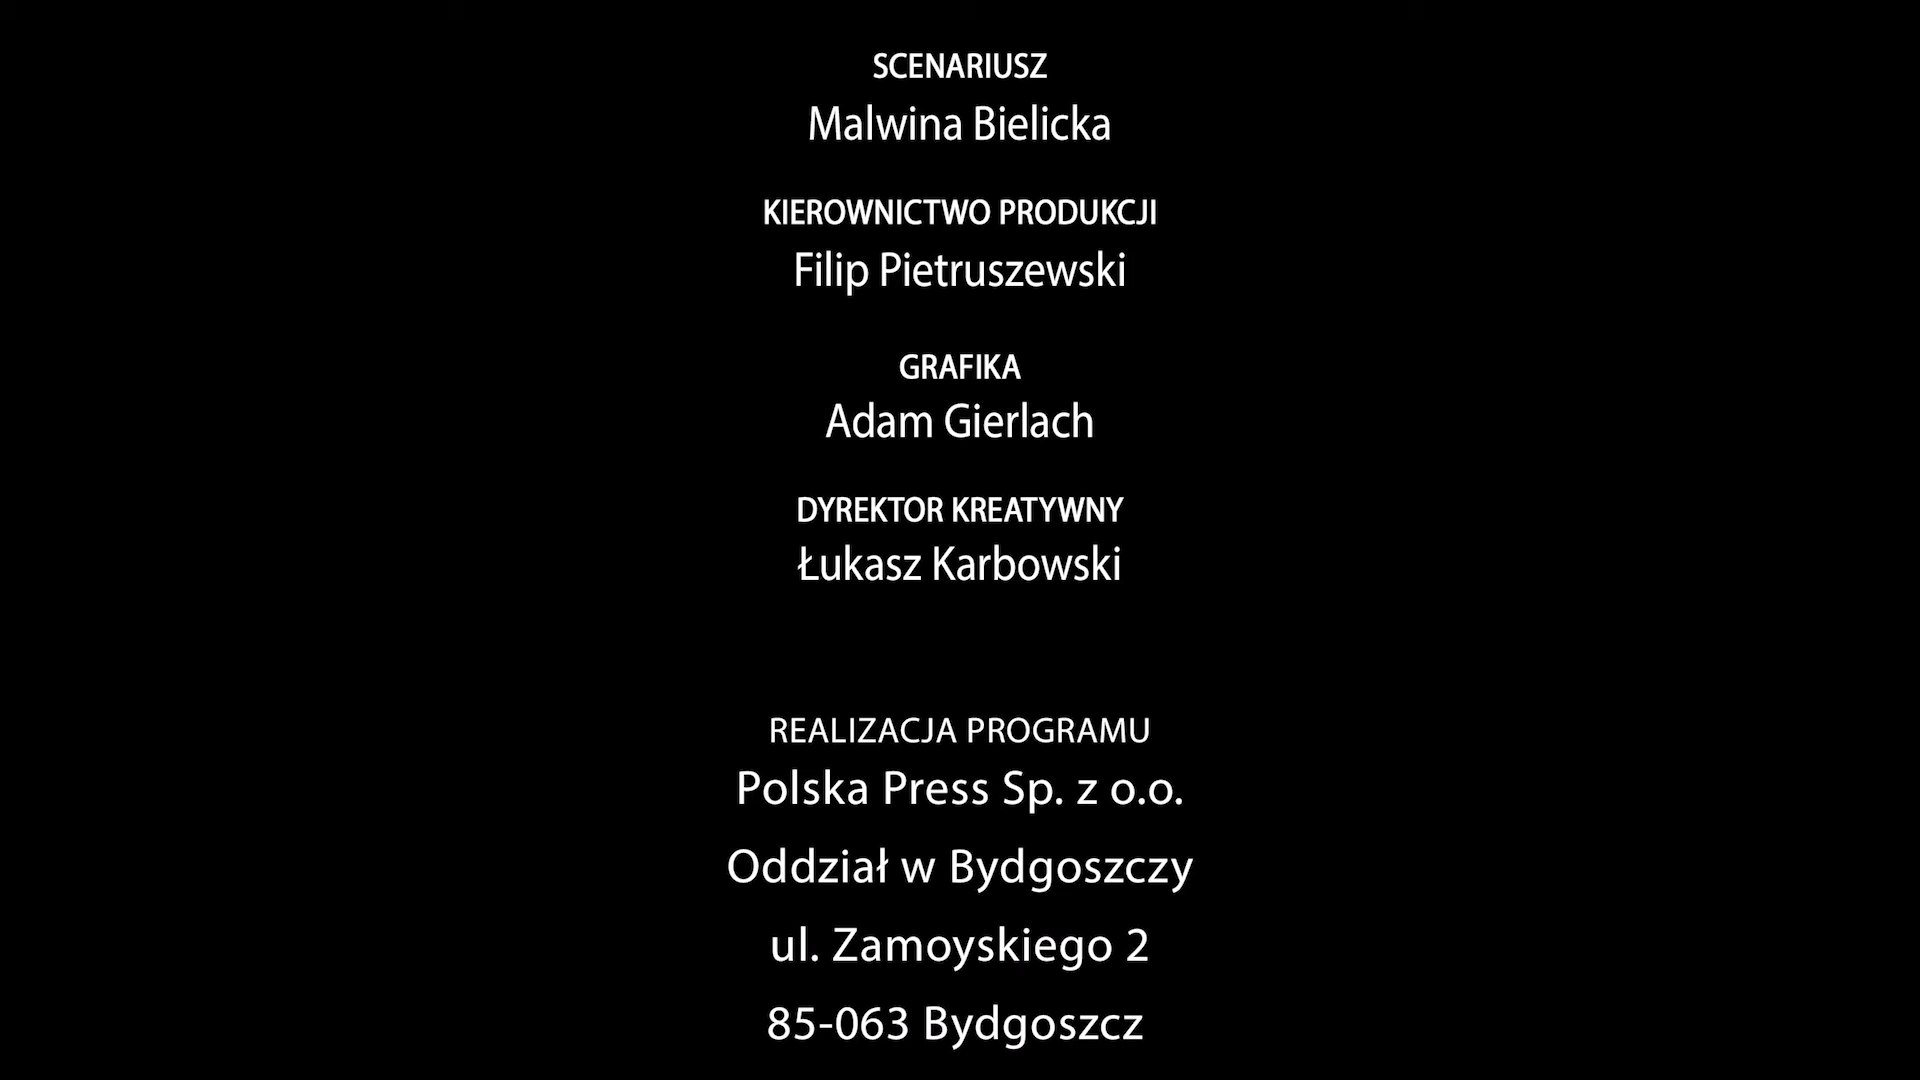 SCENARIUSZ
Malwina Bielicka
KIEROWNICTWO PRODUKCJI
Filip Pietruszewski
GRAFIKA
Adam Gierlach
DYREKTOR KREATYWNY
Łukasz Karbowski
REALIZACJA PROGRAMU
Polska Press Sp. z o.o.
Oddział w Bydgoszczy
ul. Zamoyskiego 2
85-063 Bydgoszcz